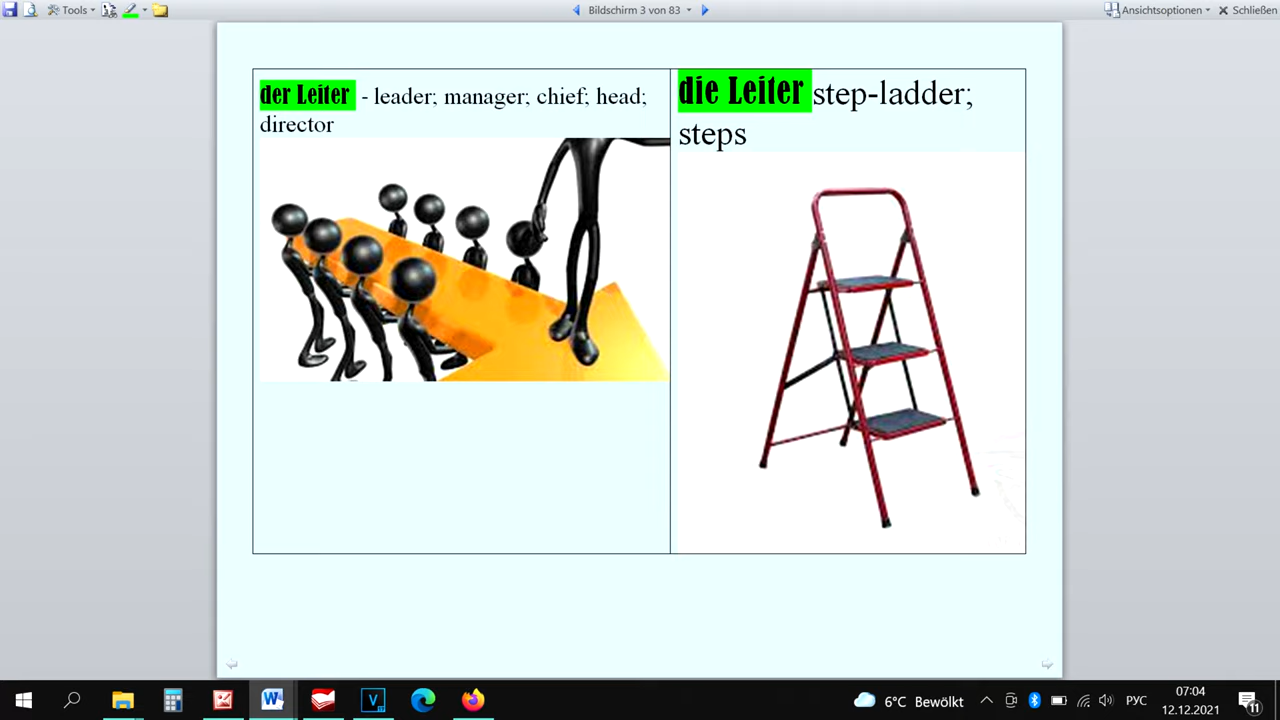 Tools
Bildschirm 3 von 83
Ansichtsoptionen
Schließen
der Leiter - leader; manager; chief; head;
director
die Leiter step-ladder;
steps
6°C Bewölkt
РУС
07:04
12.12.2021
11